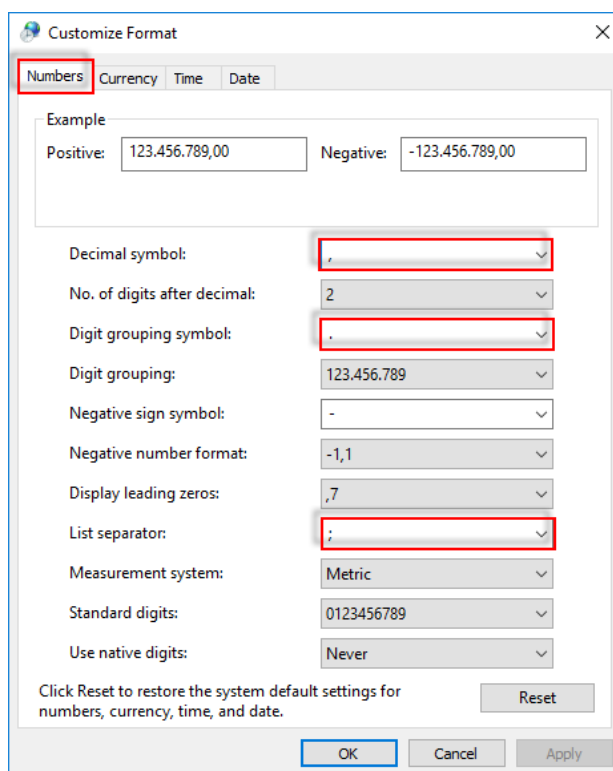 Customize Format
Numbers Currency Time Date
Example
Positive: 123.456.789,00 Negative: -123.456.789,00
Decimal symbol: ,
No. of digits after decimal: 2
Digit grouping symbol: .
Digit grouping: 123.456.789
Negative sign symbol: -
Negative number format: -1,1
Display leading zeros: ,7
List separator: ;
Measurement system: Metric
Standard digits: 0123456789
Use native digits: Never
Click Reset to restore the system default settings for
numbers, currency, time, and date.
Reset
OK Cancel Apply